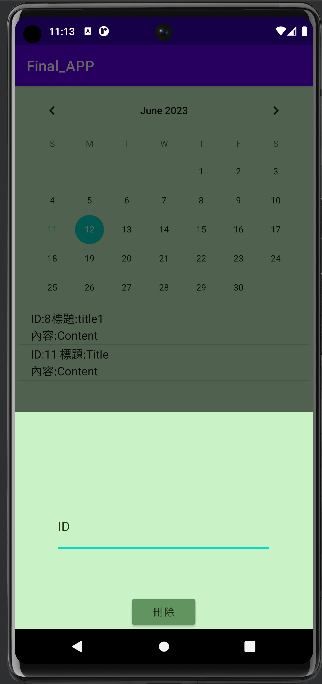 11:13
Final_APP
June 2023
S M T W T F S
1 2 3
4 5 6 7 8 9 10
11 12 13 14 15 16 17
18 19 20 21 22 23 24
25 26 27 28 29 30
ID:8標題:title1
內容:Content
ID:11 標題:Title
內容:Content
ID
刪除